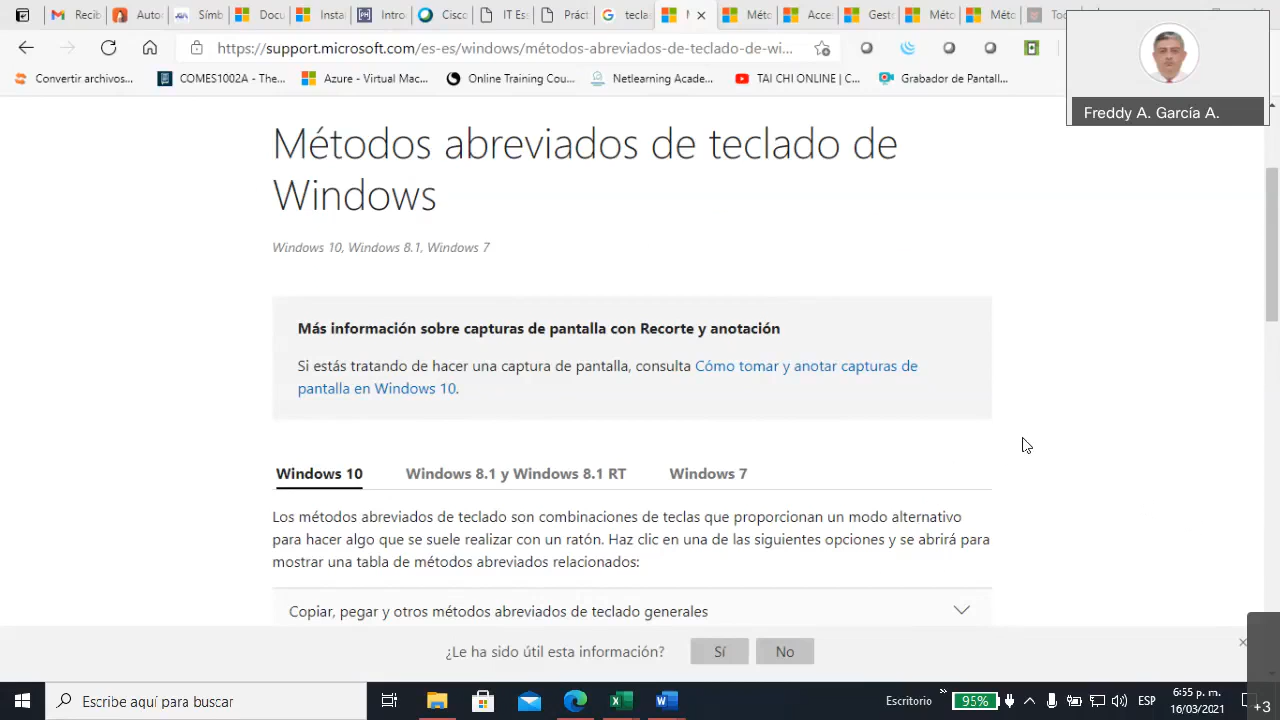 Recib
Auto
Símb
Docu
Insta
Intro
Cisco
IT Es
Prác
tecla
M
Méto
Acce
Gest
Méto
Méto
Too
https://support.microsoft.com/es-es/windows/métodos-abreviados-de-teclado-de-wi...
Convertir archivos...
COMES1002A - The...
Azure - Virtual Mac...
Online Training Cou...
Netlearning Acade...
TAI CHI ONLINE | C...
Grabador de Pantall...
Freddy A. García A.
Métodos abreviados de teclado de
Windows
Windows 10, Windows 8.1, Windows 7
Más información sobre capturas de pantalla con Recorte y anotación
Si estás tratando de hacer una captura de pantalla, consulta Cómo tomar y anotar capturas de
pantalla en Windows 10.
Windows 10 Windows 8.1 y Windows 8.1 RT Windows 7
Los métodos abreviados de teclado son combinaciones de teclas que proporcionan un modo alternativo
para hacer algo que se suele realizar con un ratón. Haz clic en una de las siguientes opciones y se abrirá para
mostrar una tabla de métodos abreviados relacionados:
Copiar, pegar y otros métodos abreviados de teclado generales
¿Le ha sido útil esta información? Sí No
Escribe aquí para buscar
Escritorio
95%
ESP
6:55 p. m.
16/03/2021
+3